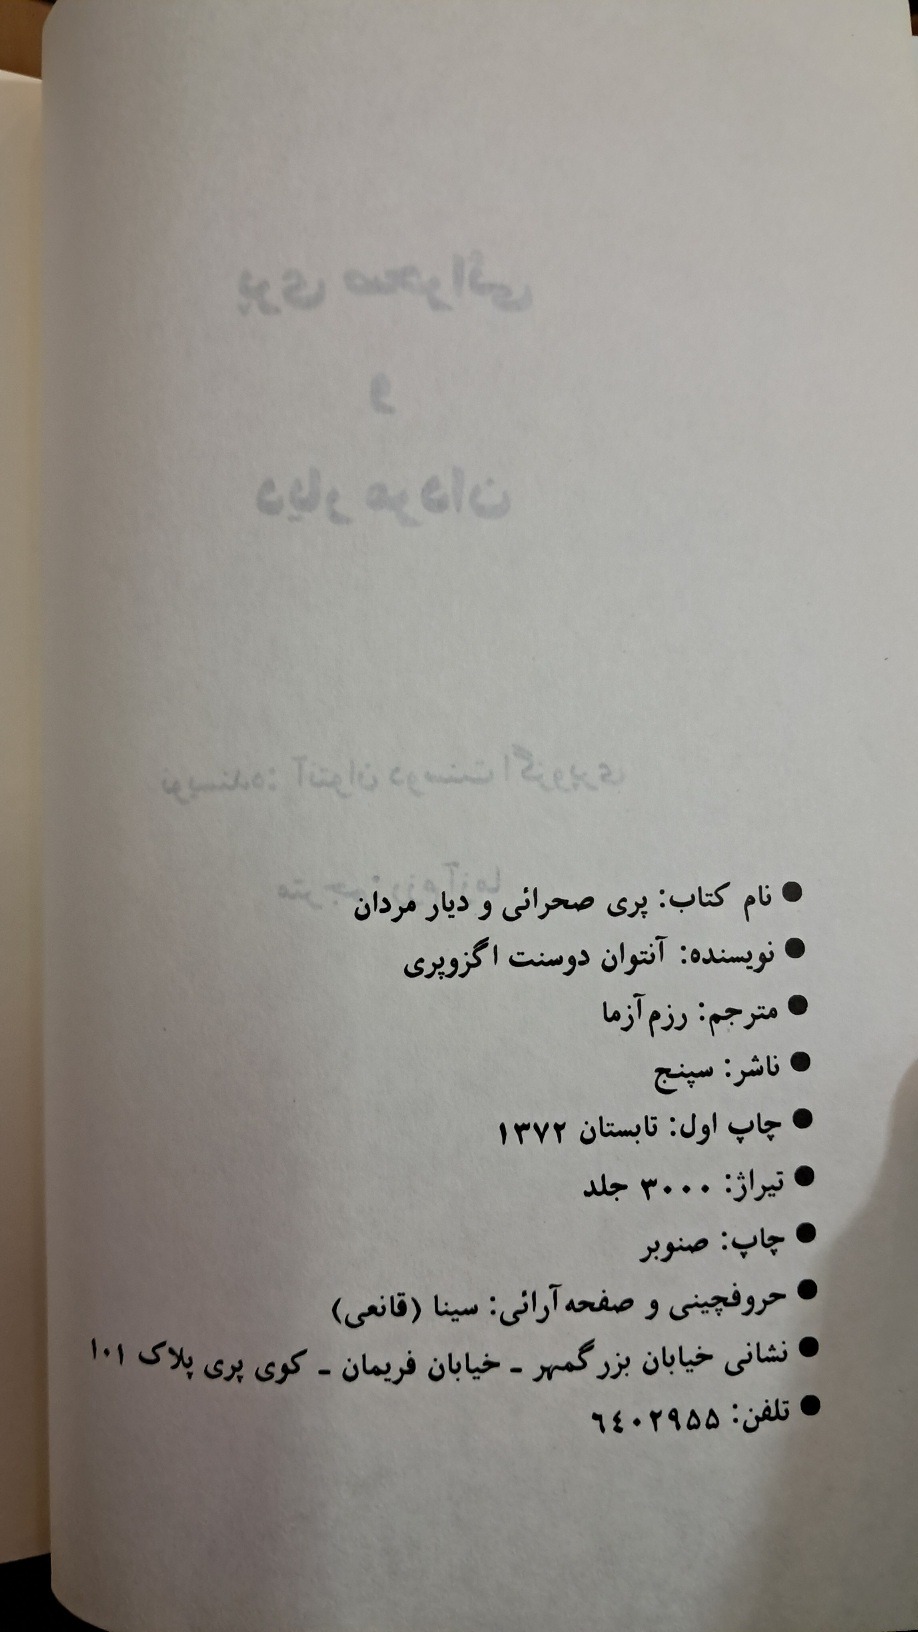 ● نام کتاب: پری صحرائی و دیار مردان
● نویسنده: آنتوان دوسنت اگزوپری
● مترجم: رزم‌آزما
● ناشر: سپنج
● چاپ اول: تابستان ۱۳۷۲
● تیراژ: ۳۰۰۰ جلد
● چاپ: صنوبر
● حروفچینی و صفحه‌آرائی: سینا (قانعی)
● نشانی خیابان بزرگمهر ـ خیابان فریمان ـ کوی پری پلاک ۱۰۱
● تلفن: ۶۴۰۲۹۵۵